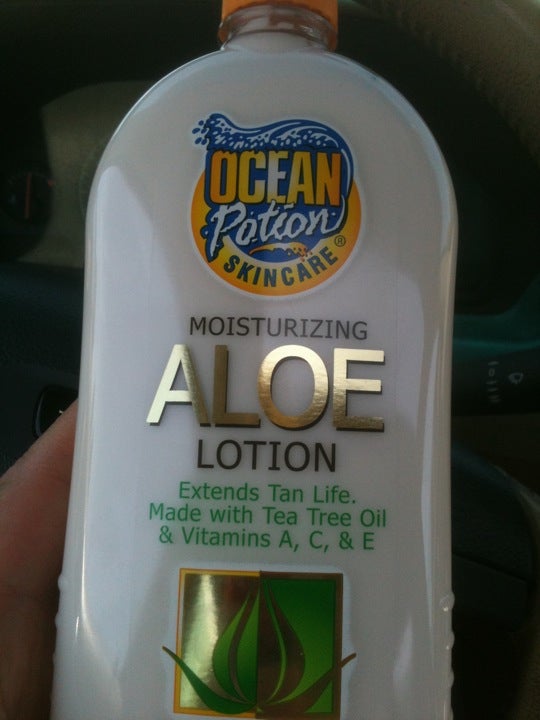 OCEAN
Potion
SKINCARE®
MOISTURIZING
ALOE
LOTION
Extends Tan Life.
Made with Tea Tree Oil
& Vitamins A, C, & E